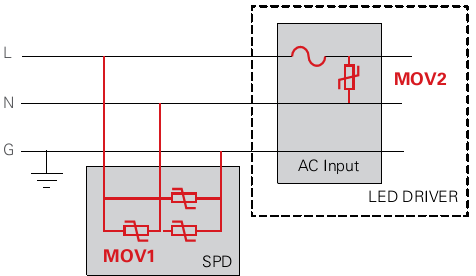 L
MOV2
N
G
AC Input
LED DRIVER
MOV1
SPD